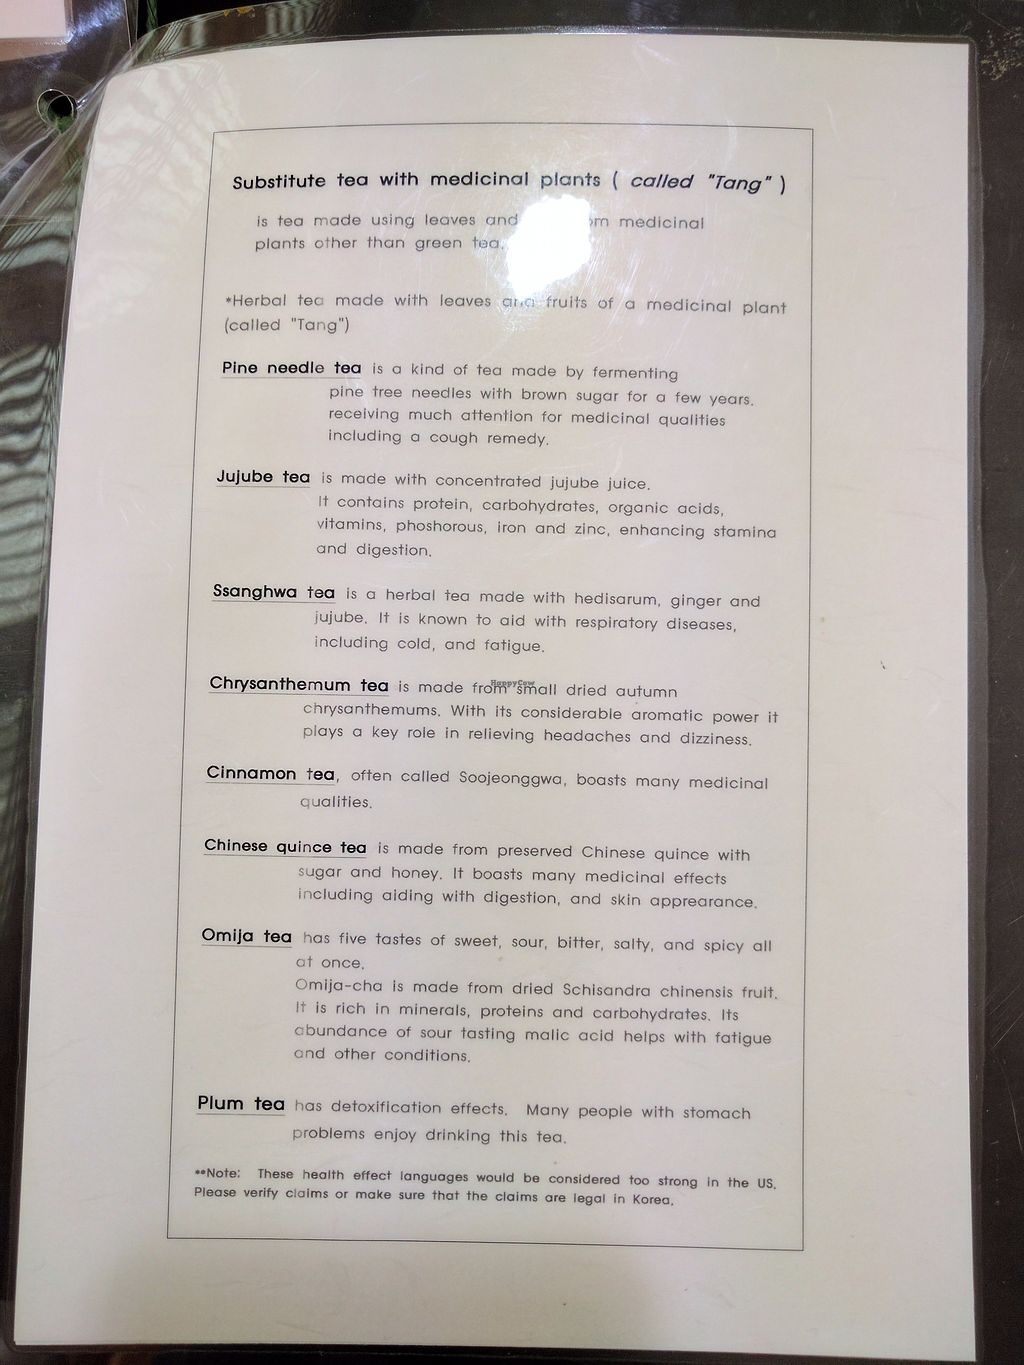 Substitute tea with medicinal plants ( called "Tang" )
is tea made using leaves and medicinal
plants other than green tea.
*Herbal tea made with leaves and fruits of a medicinal plant
(called "Tang")
Pine needle tea is a kind of tea made by fermenting
pine tree needles with brown sugar for a few years.
receiving much attention for medicinal qualities
including a cough remedy.
Jujube tea is made with concentrated jujube juice.
It contains protein, carbohydrates, organic acids,
vitamins, phoshorous, iron and zinc, enhancing stamina
and digestion.
Ssanghwa tea is a herbal tea made with hedisarum, ginger and
jujube. It is known to aid with respiratory diseases,
including cold, and fatigue.
Chrysanthemum tea is made from small dried autumn
HappyCow
chrysanthemums. With its considerable aromatic power it
plays a key role in relieving headaches and dizziness.
Cinnamon tea, often called Soojeonggwa, boasts many medicinal
qualities.
Chinese quince tea is made from preserved Chinese quince with
sugar and honey. It boasts many medicinal effects
including aiding with digestion, and skin apprearance.
Omija tea has five tastes of sweet, sour, bitter, salty, and spicy all
at once.
Omija-cha is made from dried Schisandra chinensis fruit.
It is rich in minerals, proteins and carbohydrates. Its
abundance of sour tasting malic acid helps with fatigue
and other conditions.
Plum tea has detoxification effects. Many people with stomach
problems enjoy drinking this tea.
**Note: These health effect languages would be considered too strong in the US.
Please verify claims or make sure that the claims are legal in Korea.